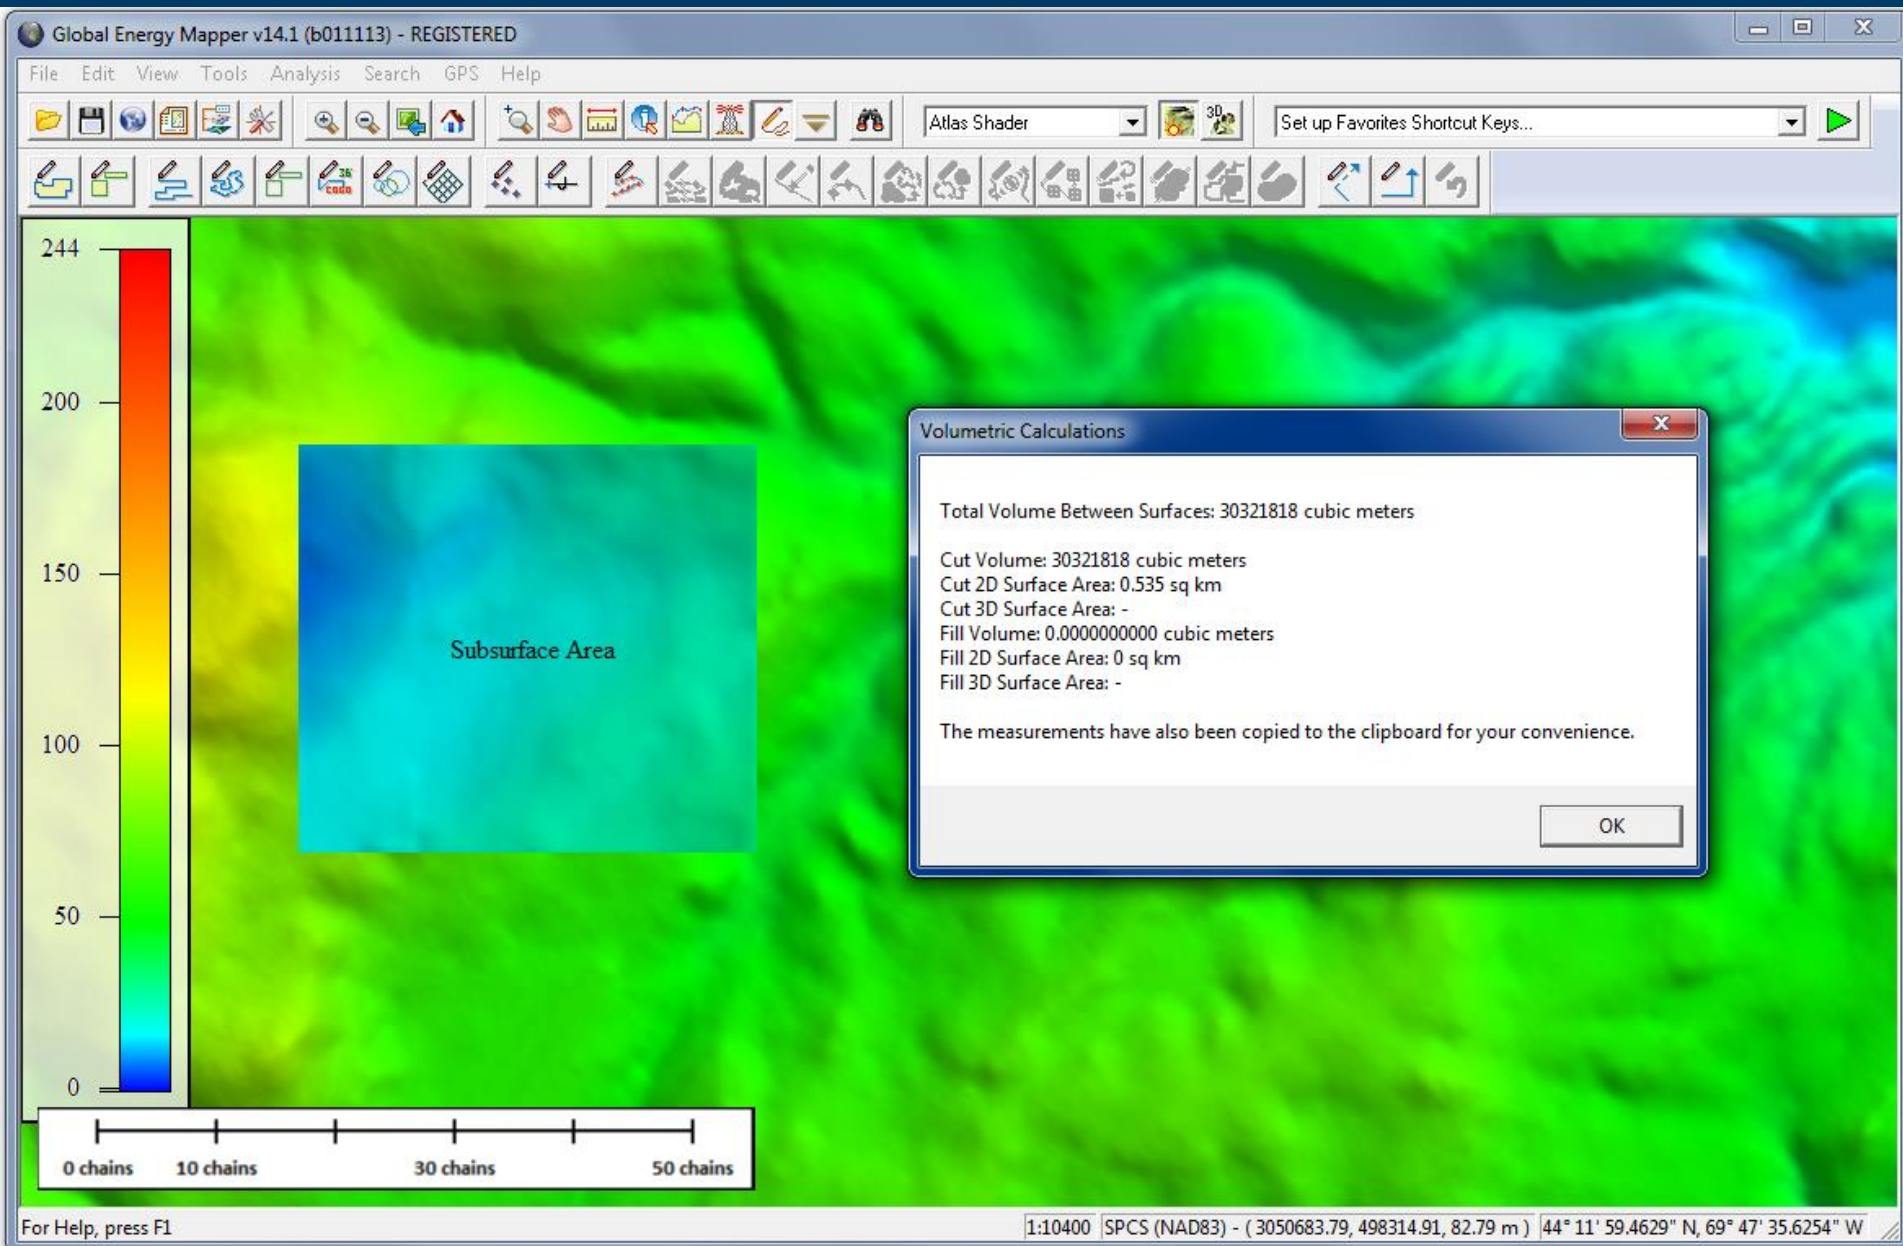 Global Energy Mapper v14.1 (b011113) - REGISTERED
File Edit View Tools Analysis Search GPS Help
Atlas Shader
3D
Set up Favorites Shortcut Keys...
36
coda
244
200
150
100
50
0
Subsurface Area
Volumetric Calculations
Total Volume Between Surfaces: 30321818 cubic meters
Cut Volume: 30321818 cubic meters
Cut 2D Surface Area: 0.535 sq km
Cut 3D Surface Area: -
Fill Volume: 0.0000000000 cubic meters
Fill 2D Surface Area: 0 sq km
Fill 3D Surface Area: -
The measurements have also been copied to the clipboard for your convenience.
OK
0 chains 10 chains 30 chains 50 chains
For Help, press F1
1:10400 SPCS (NAD83) - ( 3050683.79, 498314.91, 82.79 m ) 44° 11' 59.4629" N, 69° 47' 35.6254" W